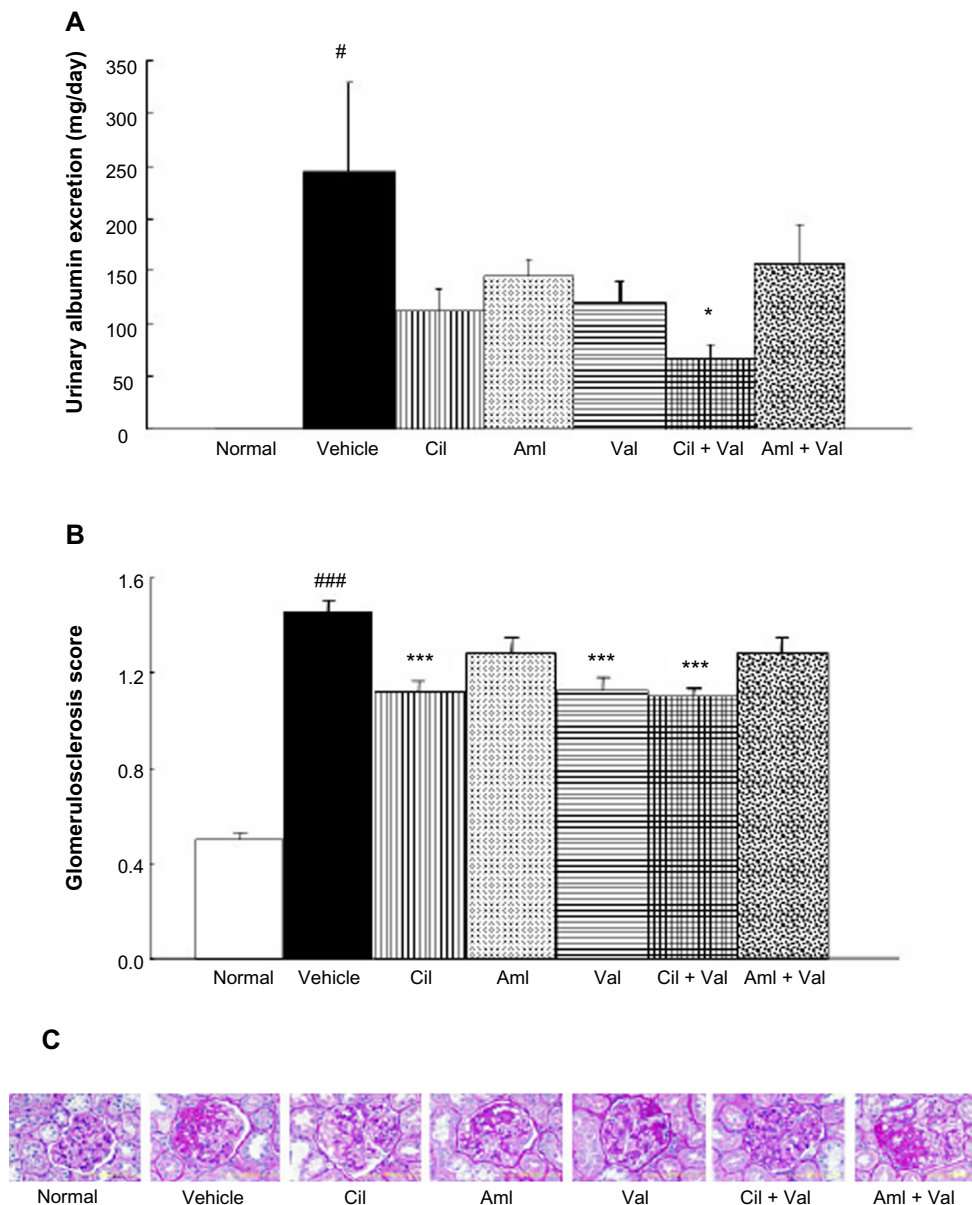 A
Urinary albumin excretion (mg/day)
350
300
250
200
150
100
50
0
#
*
Normal Vehicle Cil Aml Val Cil + Val Aml + Val
B
Glomerulosclerosis score
1.6
1.2
0.8
0.4
0.0
###
*** *** ***
Normal Vehicle Cil Aml Val Cil + Val Aml + Val
C
Normal Vehicle Cil Aml Val Cil + Val Aml + Val